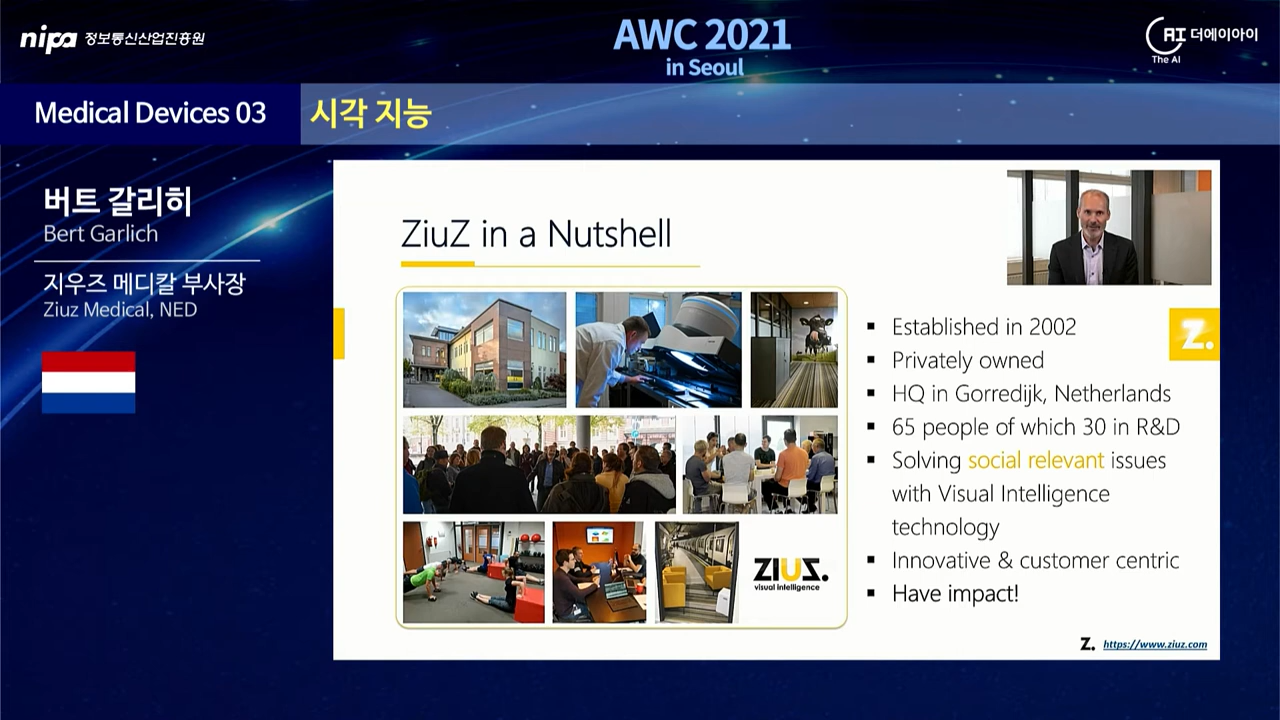 nipa 정보통신산업진흥원
AWC 2021
in Seoul
AI 더에이아이
The AI
Medical Devices 03
시각 지능
버트 갈리히
Bert Garlich
지우즈 메디칼 부사장
Ziuz Medical, NED
ZiuZ in a Nutshell
Established in 2002
Privately owned
HQ in Gorredijk, Netherlands
65 people of which 30 in R&D
Solving social relevant issues
with Visual Intelligence
technology
Innovative & customer centric
Have impact!
Z.
ZIUZ.
visual intelligence
Z. https://www.ziuz.com